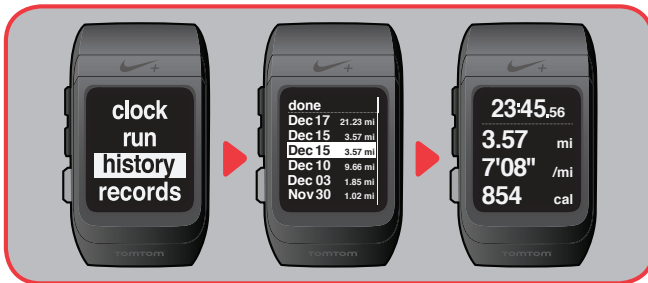 clock
run
history
records
TOMTOM
done
Dec 17 21.23 mi
Dec 15 3.57 mi
Dec 15 3.57 mi
Dec 10 9.66 mi
Dec 03 1.85 mi
Nov 30 1.02 mi
TOMTOM
23:45.56
3.57 mi
7'08" /mi
854 cal
TOMTOM